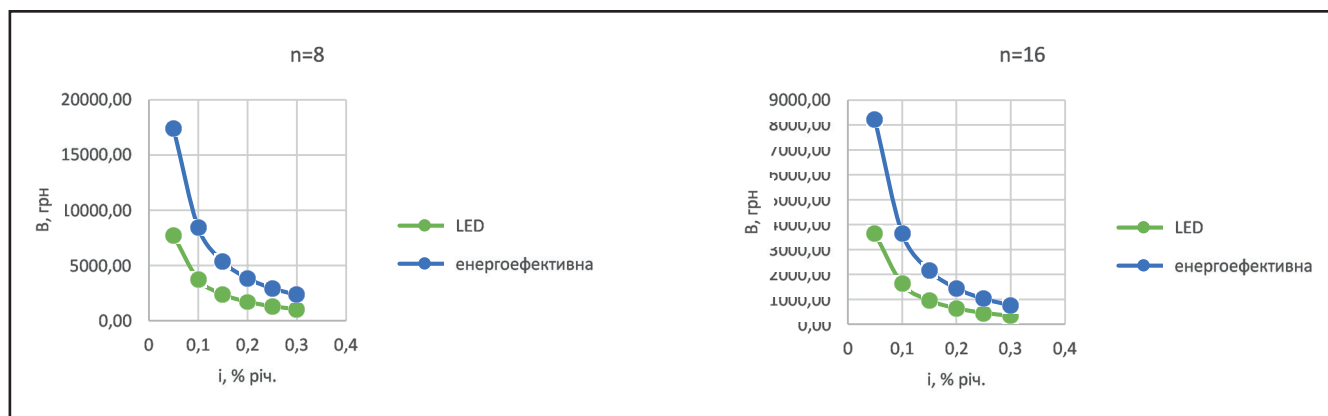 n=8
20000,00
15000,00
10000,00
5000,00
0,00
В, грн
0 0,1 0,2 0,3 0,4
i, % річ.
LED
енергоефективна
n=16
9000,00
8000,00
7000,00
6000,00
5000,00
4000,00
3000,00
2000,00
1000,00
0,00
В, грн
0 0,1 0,2 0,3 0,4
i, % річ.
LED
енергоефективна